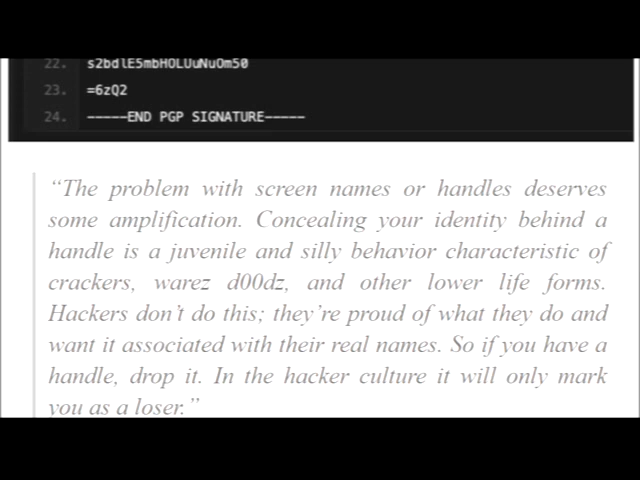 22. s2bdlE5mbHOLUuNuOm50
23. =6zQ2
24. -----END PGP SIGNATURE-----
“The problem with screen names or handles deserves
some amplification. Concealing your identity behind a
handle is a juvenile and silly behavior characteristic of
crackers, warez d00dz, and other lower life forms.
Hackers don’t do this; they’re proud of what they do and
want it associated with their real names. So if you have a
handle, drop it. In the hacker culture it will only mark
you as a loser.”